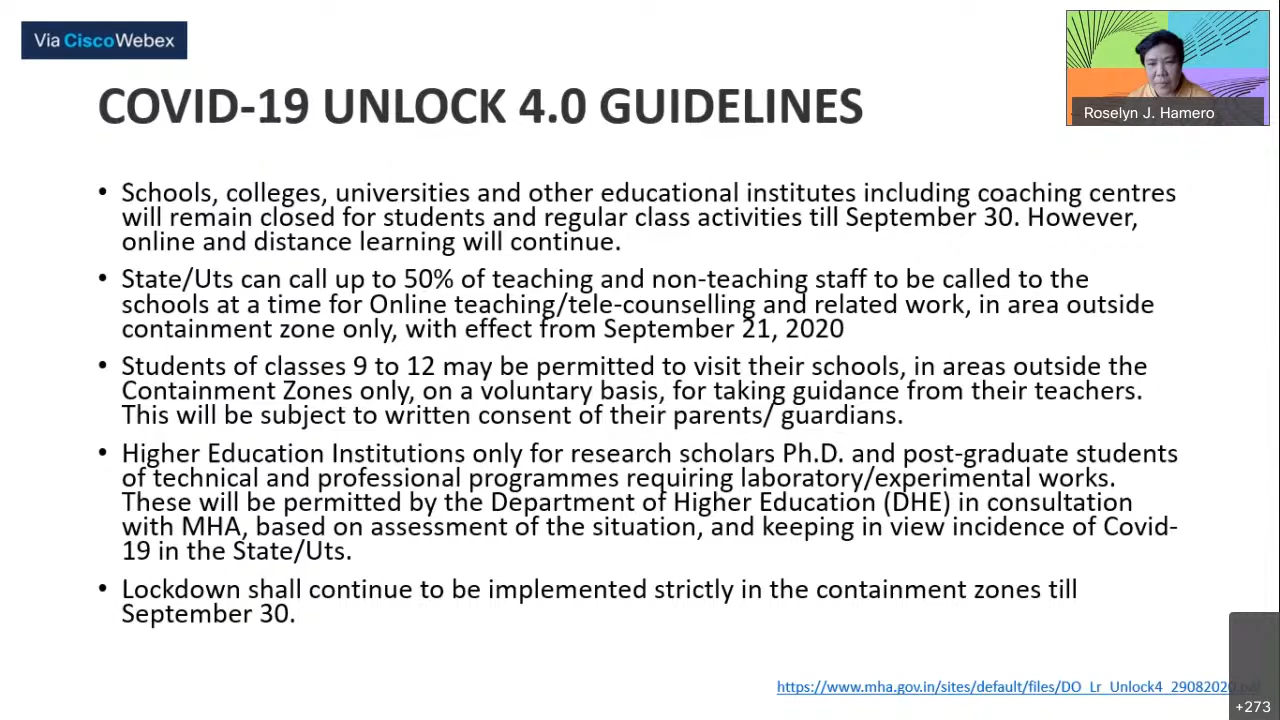 Via CiscoWebex
Roselyn J. Hamero
COVID-19 UNLOCK 4.0 GUIDELINES
• Schools, colleges, universities and other educational institutes including coaching centres
will remain closed for students and regular class activities till September 30. However,
online and distance learning will continue.
• State/Uts can call up to 50% of teaching and non-teaching staff to be called to the
schools at a time for Online teaching/tele-counselling and related work, in area outside
containment zone only, with effect from September 21, 2020
• Students of classes 9 to 12 may be permitted to visit their schools, in areas outside the
Containment Zones only, on a voluntary basis, for taking guidance from their teachers.
This will be subject to written consent of their parents/ guardians.
• Higher Education Institutions only for research scholars Ph.D. and post-graduate students
of technical and professional programmes requiring laboratory/experimental works.
These will be permitted by the Department of Higher Education (DHE) in consultation
with MHA, based on assessment of the situation, and keeping in view incidence of Covid-
19 in the State/Uts.
• Lockdown shall continue to be implemented strictly in the containment zones till
September 30.
https://www.mha.gov.in/sites/default/files/DO_Lr_Unlock4_29082020.pdf
+273